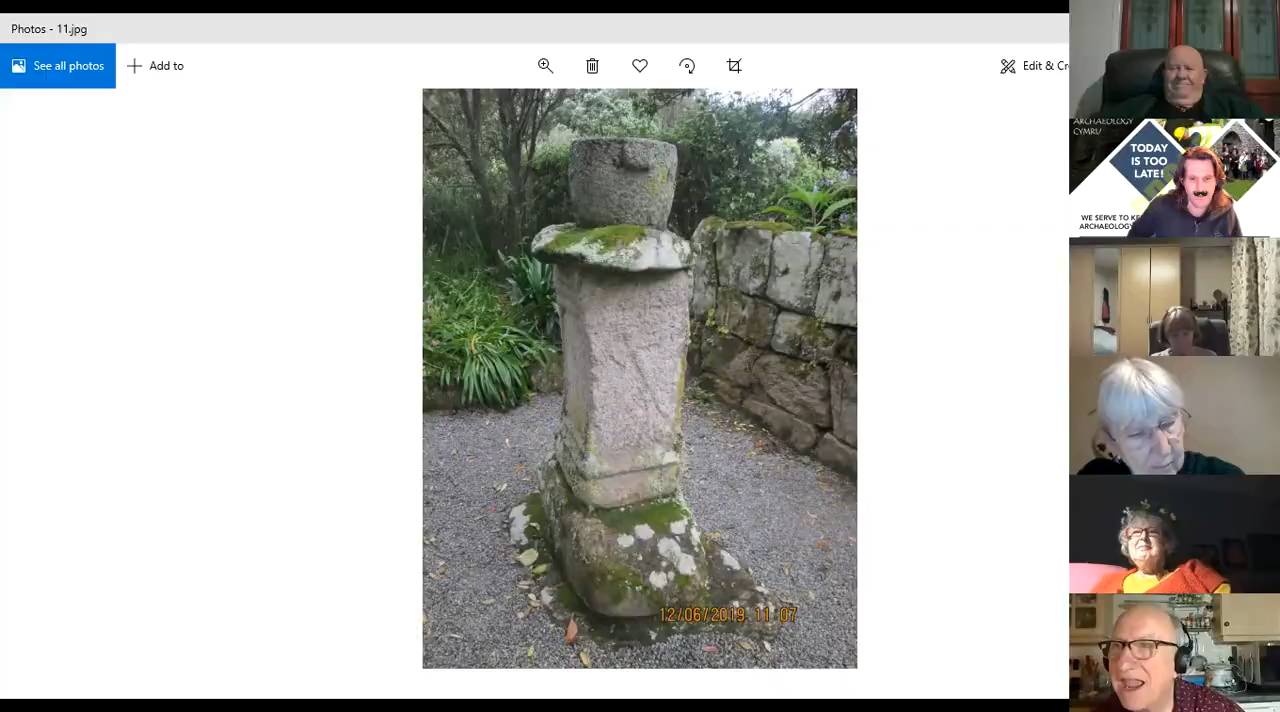 Photos - 11.jpg
See all photos
Add to
Edit & Cr
12/06/2019 11:07
ARCHAEOLOGY
CYMRU
TODAY
IS TOO
LATE!
WE SERVE TO KE
ARCHAEOLOGY